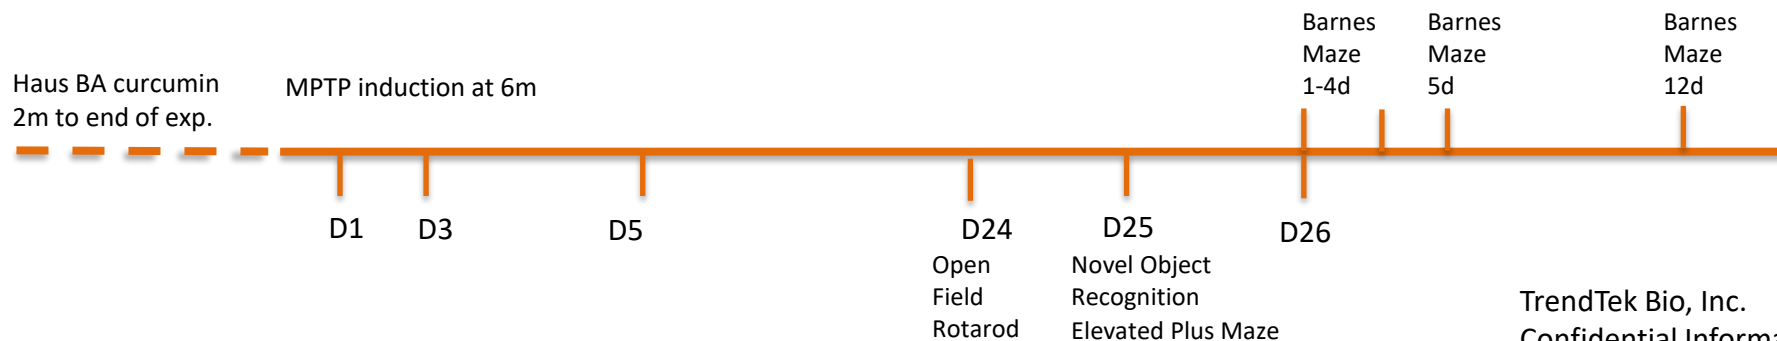 Haus BA curcumin
2m to end of exp.
MPTP induction at 6m
Barnes
Maze
1-4d
Barnes
Maze
5d
Barnes
Maze
12d
D1
D3
D5
D24
Open
Field
Rotarod
D25
Novel Object
Recognition
Elevated Plus Maze
D26
TrendTek Bio, Inc.
Confidential Informa